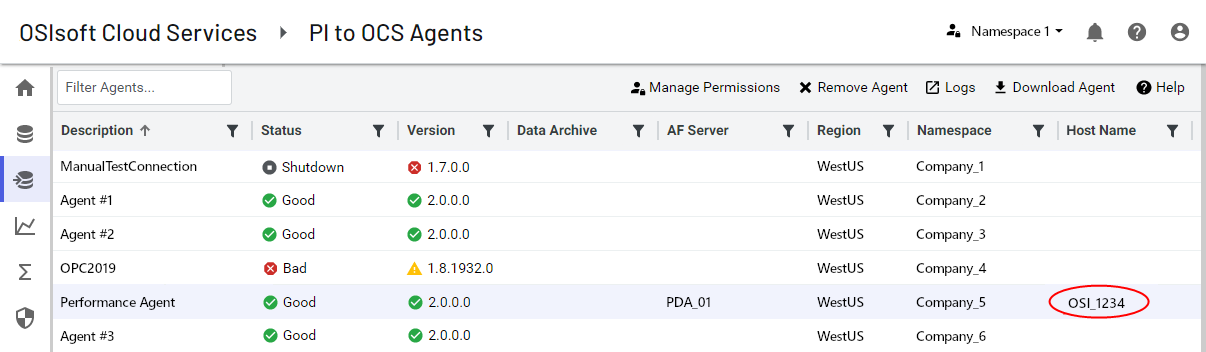 OSIsoft Cloud Services PI to OCS Agents Namespace 1
Filter Agents... Manage Permissions Remove Agent Logs Download Agent Help
Description Status Version Data Archive AF Server Region Namespace Host Name
ManualTestConnection Shutdown 1.7.0.0 WestUS Company_1
Agent #1 Good 2.0.0.0 WestUS Company_2
Agent #2 Good 2.0.0.0 WestUS Company_3
OPC2019 Bad 1.8.1932.0 WestUS Company_4
Performance Agent Good 2.0.0.0 PDA_01 WestUS Company_5 OSI_1234
Agent #3 Good 2.0.0.0 WestUS Company_6